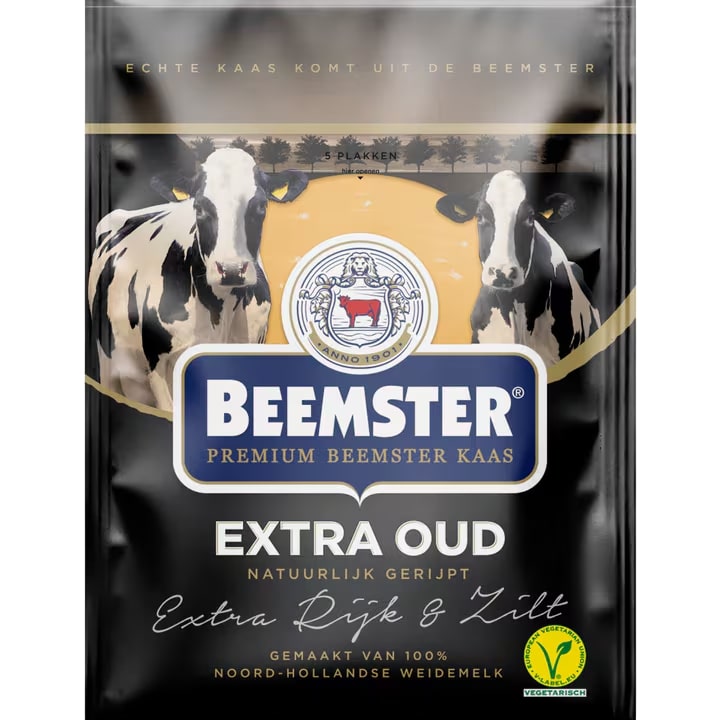 ECHTE KAAS KOMT UIT DE BEEMSTER
5 PLAKKEN
hier openen
ANNO 1901
BEEMSTER®
PREMIUM BEEMSTER KAAS
EXTRA OUD
NATUURLIJK GERIJPT
Extra Rijk & Zilt
GEMAAKT VAN 100%
NOORD-HOLLANDSE WEIDEMELK
EUROPEAN VEGETARIAN UNION
V-LABEL.EU
VEGETARISCH